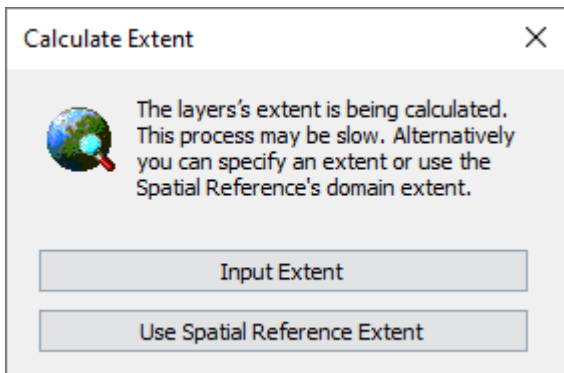 Calculate Extent
The layers's extent is being calculated.
This process may be slow. Alternatively
you can specify an extent or use the
Spatial Reference's domain extent.
Input Extent
Use Spatial Reference Extent